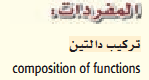 المفردات:
تركيب دالتين
composition of functions